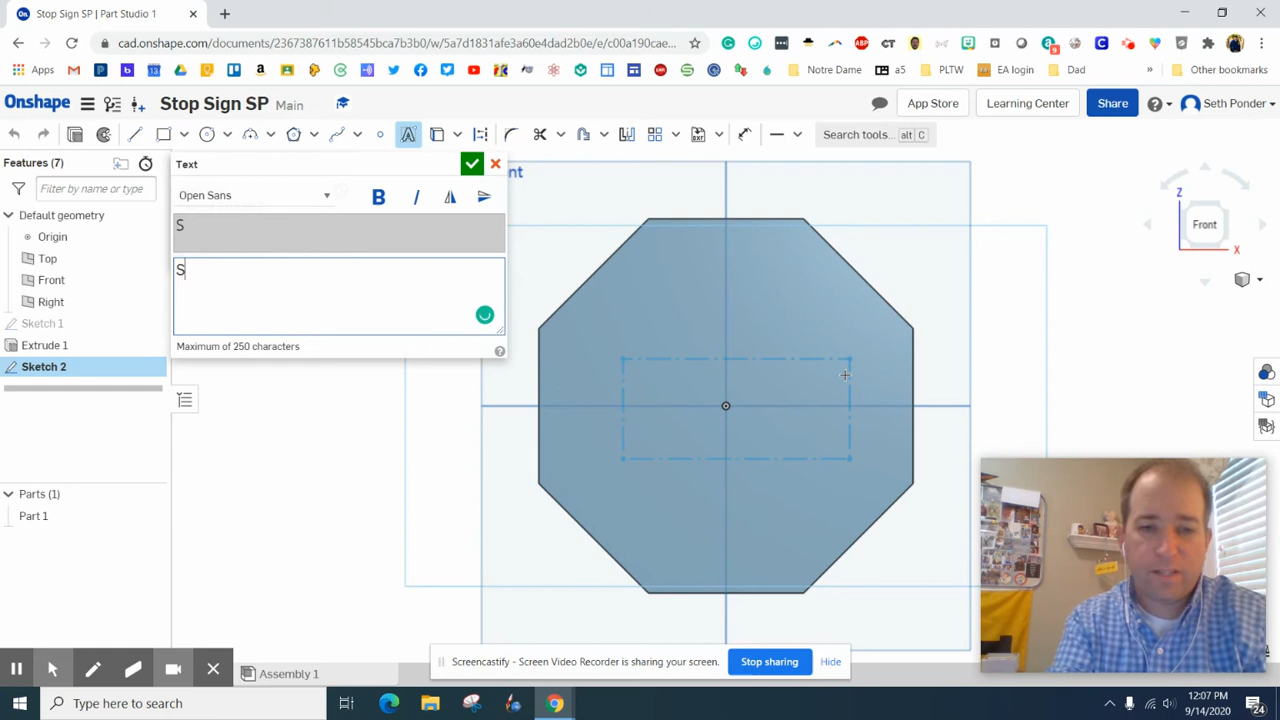 Stop Sign SP | Part Studio 1
cad.onshape.com/documents/2367387611b5545bca7b3b0/w/5a7d1831afe3a60e4dad2b0e/e/c00a190cae...
Apps
Notre Dame
a5
PLTW
EA login
Dad
»
Other bookmarks
Onshape
Stop Sign SP
Main
App Store
Learning Center
Share
Seth Ponder
Search tools...
alt
C
Features (7)
Text
Filter by name or type
Open Sans
B
I
Default geometry
Origin
Top
Front
Right
Sketch 1
Extrude 1
Sketch 2
S
S
Maximum of 250 characters
nt
Z
Front
X
Parts (1)
Part 1
Screencastify - Screen Video Recorder is sharing your screen.
Stop sharing
Hide
Assembly 1
Type here to search
12:07 PM
9/14/2020
24